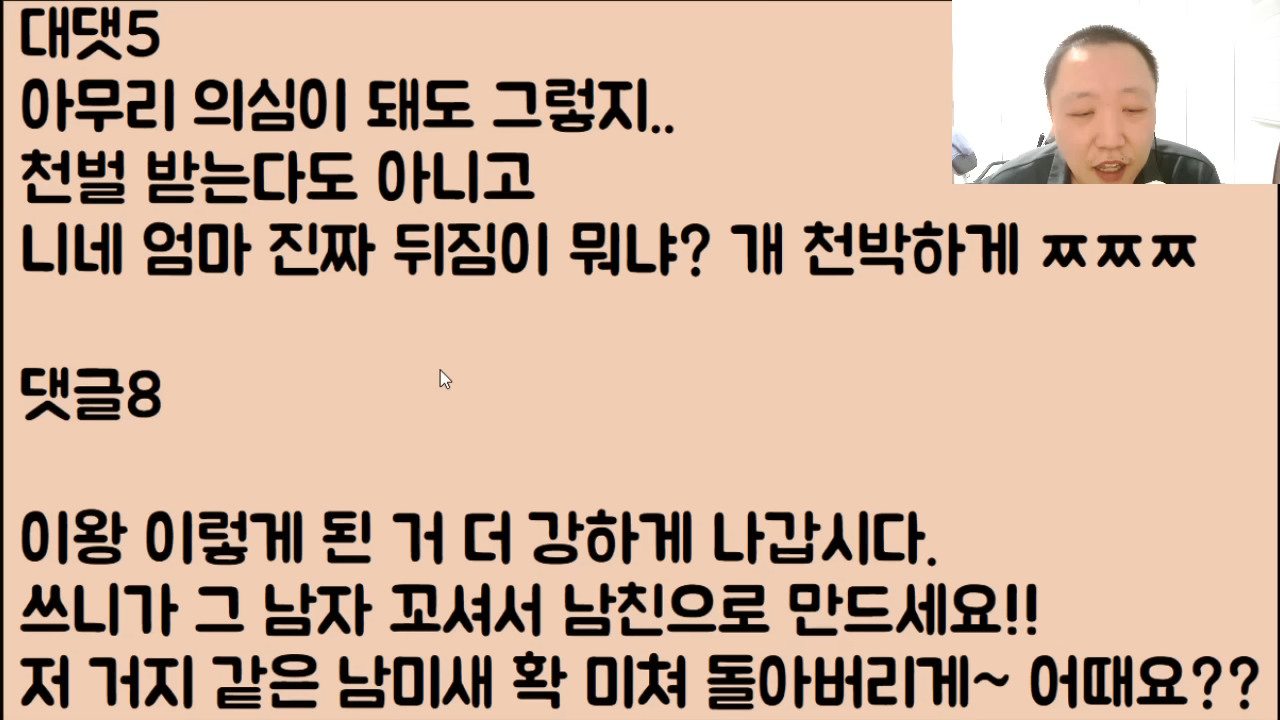 대댓5
아무리 의심이 돼도 그렇지..
천벌 받는다도 아니고
니네 엄마 진짜 뒤짐이 뭐냐? 개 천박하게 ㅉㅉㅉ
댓글8
이왕 이렇게 된 거 더 강하게 나갑시다.
쓰니가 그 남자 꼬셔서 남친으로 만드세요!!
저 거지 같은 남미새 확 미쳐 돌아버리게~ 어때요??